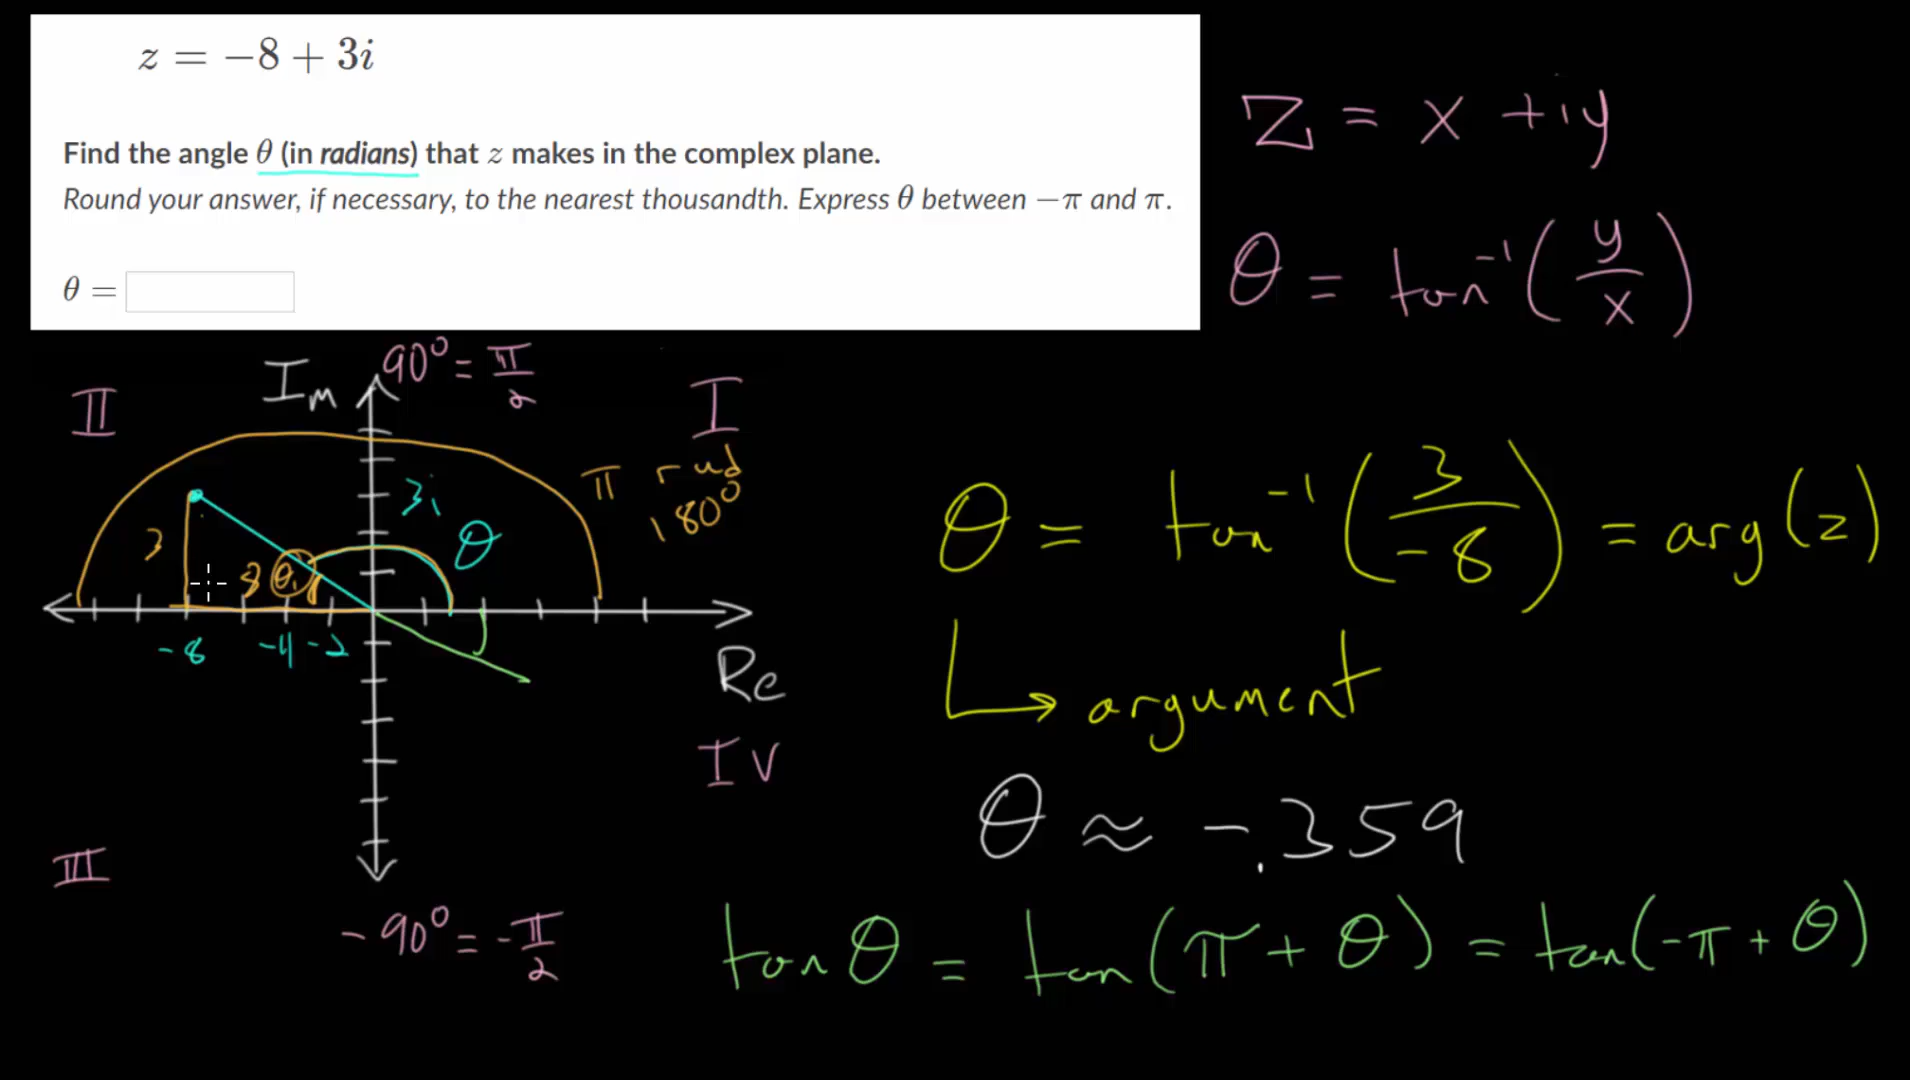 z = −8 + 3i
Find the angle θ (in radians) that z makes in the complex plane.
Round your answer, if necessary, to the nearest thousandth. Express θ between −π and π.
θ =
z = x + iy
θ = tan⁻¹(y/x)
Im
90° = π/2
II
I
π rad
180°
3i
θ
3
8
θ₁
-8
-4
-2
Re
IV
III
-90° = -π/2
θ = tan⁻¹(3/-8) = arg(z)
argument
θ ≈ -.359
tan θ = tan(π + θ) = tan(-π + θ)